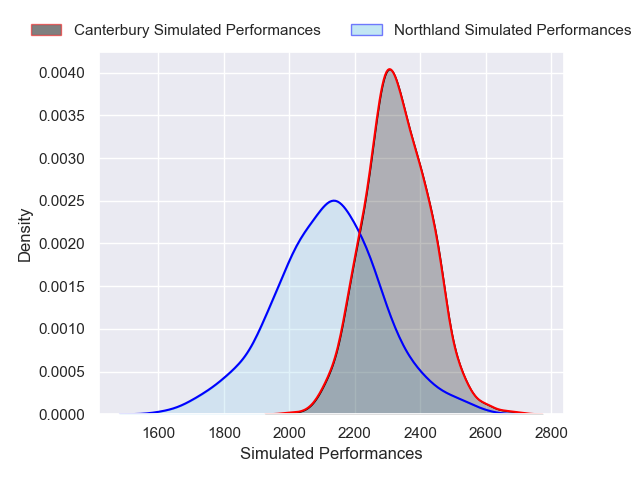 Canterbury Simulated Performances Northland Simulated Performances
0.0040
0.0035
0.0030
0.0025
0.0020
0.0015
0.0010
0.0005
0.0000
Density
1600 1800 2000 2200 2400 2600 2800
Simulated Performances